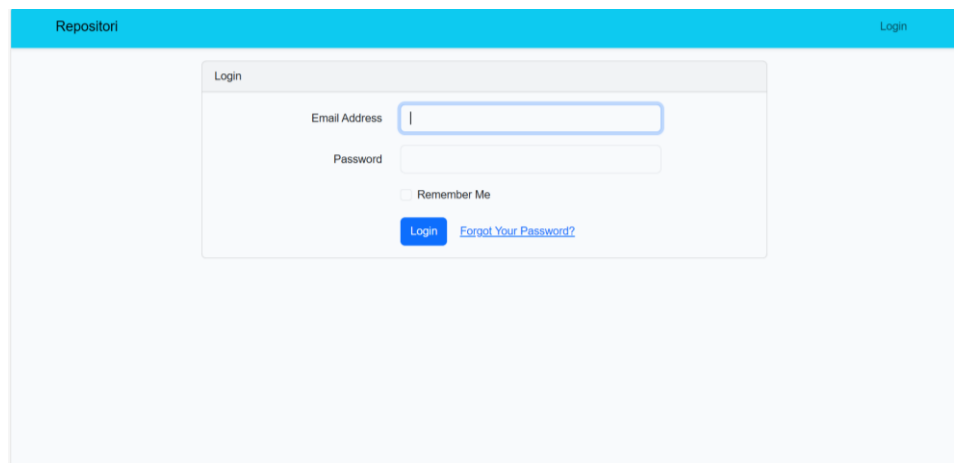 Repositori
Login
Login
Email Address
Password
Remember Me
Login
Forgot Your Password?